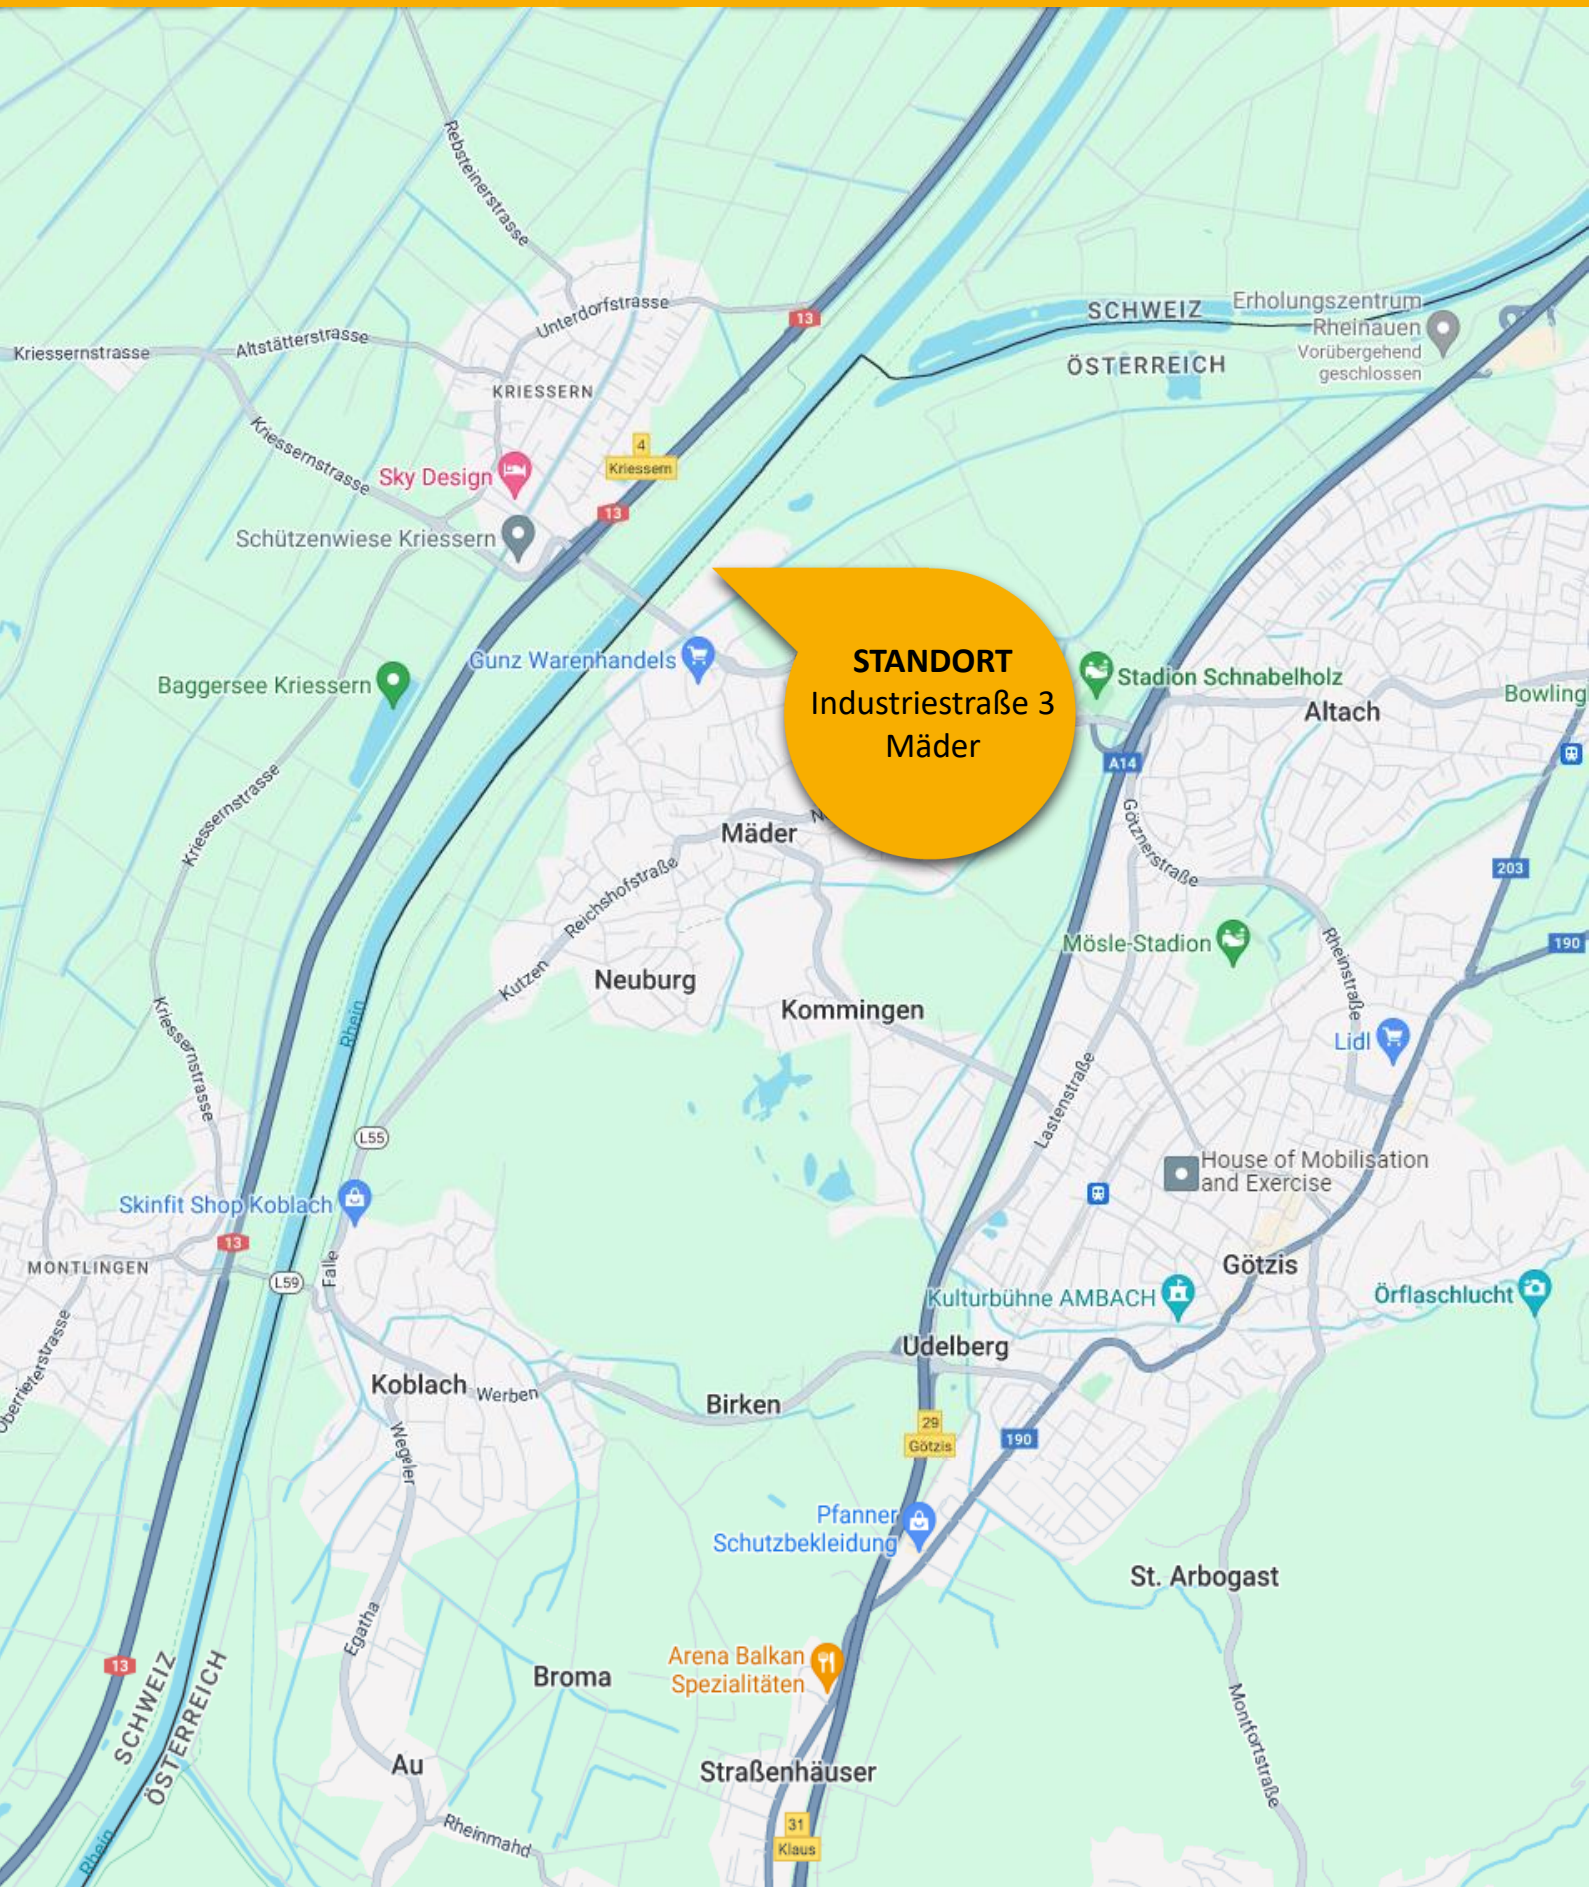 Rebsteinerstrasse
Unterdorfstrasse
13
SCHWEIZ
Erholungszentrum
Rheinauen
Vorübergehend
geschlossen
ÖSTERREICH
Kriessernstrasse
Altstätterstrasse
KRIESSERN
Kriessernstrasse
4
Kriessern
Sky Design
13
Schützenwiese Kriessern
STANDORT
Industriestraße 3
Mäder
Gunz Warenhandels
Baggersee Kriessern
Stadion Schnabelholz
Altach
Bowling
A14
Kriessernstrasse
Götznerstraße
Mäder
N
Reichshofstraße
203
190
Mösle-Stadion
Rheinstraße
Kutzen
Neuburg
Kommingen
Rhein
Kriessernstrasse
Lidl
Lastenstraße
L55
House of Mobilisation
and Exercise
Skinfit Shop Koblach
13
MONTLINGEN
L59
Falle
Götzis
Kulturbühne AMBACH
Örflaschlucht
Oberrieterstrasse
Udelberg
Koblach
Werben
Birken
Wegeler
29
Götzis
190
Pfanner
Schutzbekleidung
St. Arbogast
Egatha
13
SCHWEIZ
ÖSTERREICH
Arena Balkan
Spezialitäten
Broma
Montfortstraße
Au
Straßenhäuser
Rheinmahd
31
Klaus
Rhein